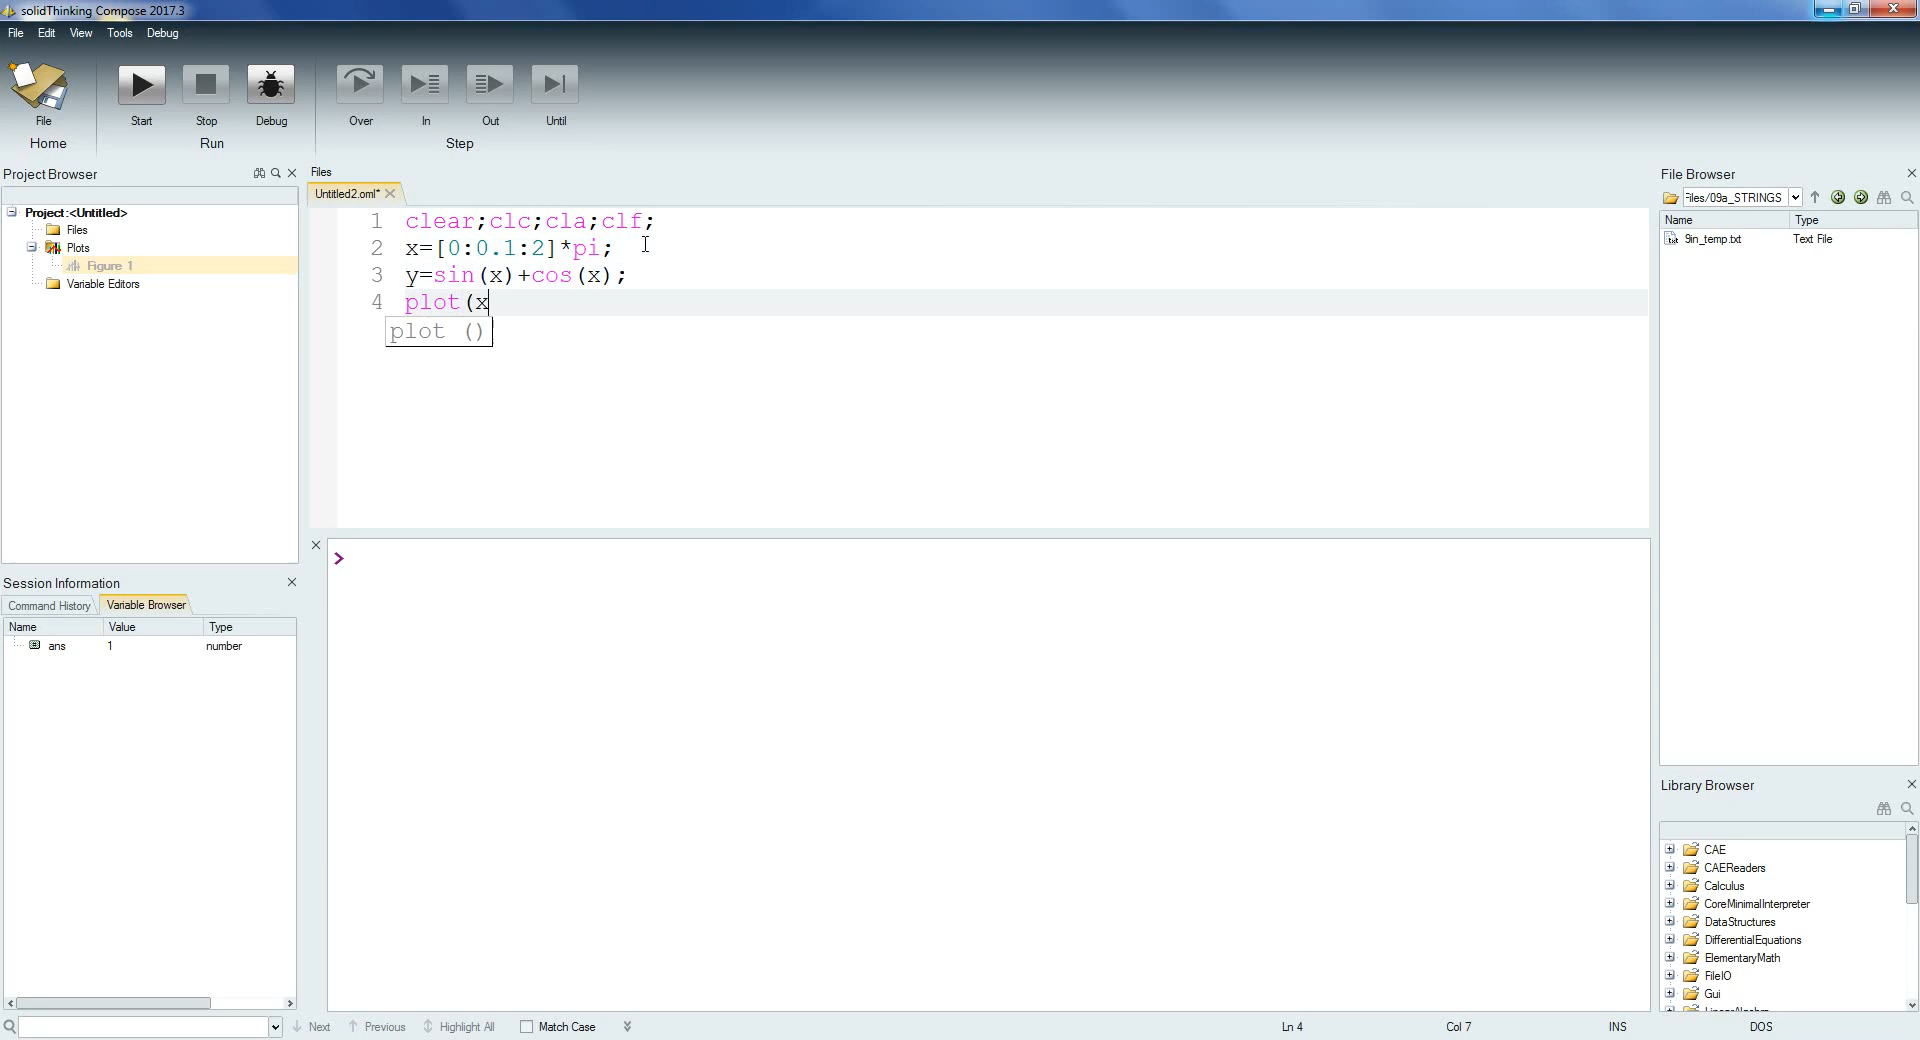 solidThinking Compose 2017.3
File Edit View Tools Debug
File Start Stop Debug Over In Out Until
Home Run Step
Project Browser
Project:<Untitled>
Files
Plots
Figure 1
Variable Editors
Files
Untitled2.oml*
1 clear;clc;cla;clf;
2 x=[0:0.1:2]*pi;
3 y=sin(x)+cos(x);
4 plot(x
plot ()
>
Session Information
Command History Variable Browser
Name Value Type
ans 1 number
Next Previous Highlight All Match Case Ln 4 Col 7 INS DOS
File Browser
Files/09a_STRINGS
Name Type
9in_temp.txt Text File
Library Browser
CAE
CAEReaders
Calculus
CoreMinimalInterpreter
DataStructures
DifferentialEquations
ElementaryMath
FileIO
Gui